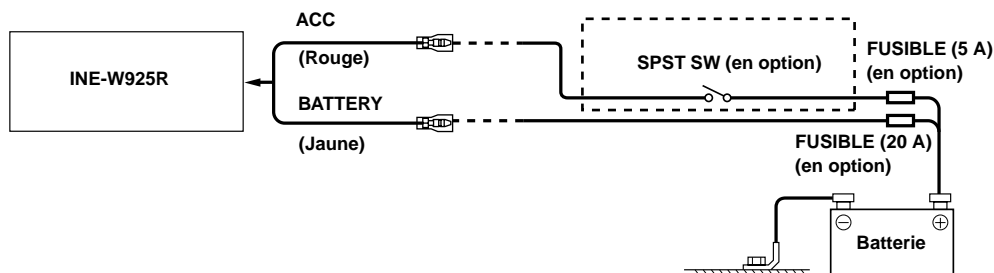 ACC
(Rouge)
INE-W925R
BATTERY
(Jaune)
SPST SW (en option)
FUSIBLE (5 A)
(en option)
FUSIBLE (20 A)
(en option)
Batterie